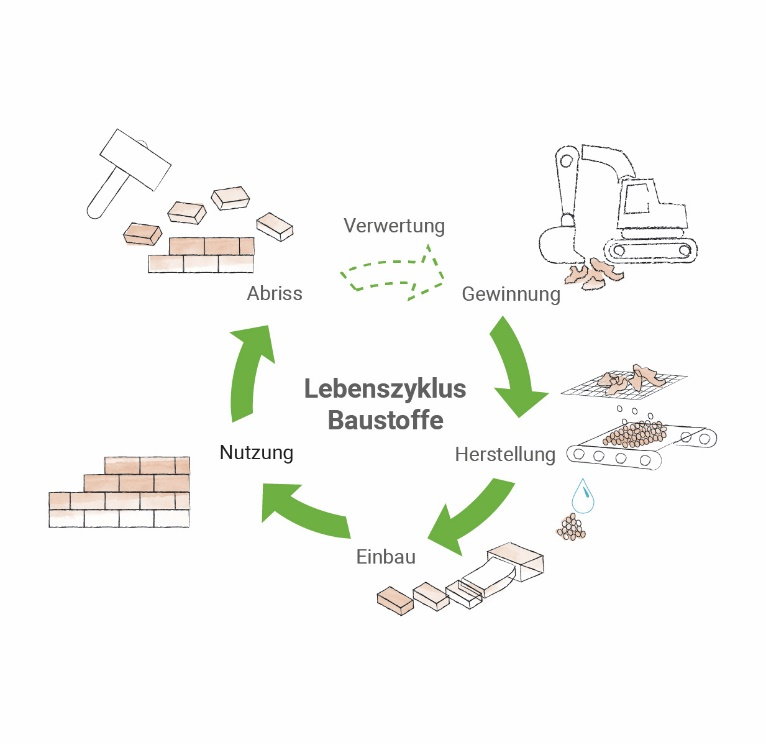 Verwertung
Abriss
Gewinnung
Lebenszyklus
Baustoffe
Nutzung
Herstellung
Einbau